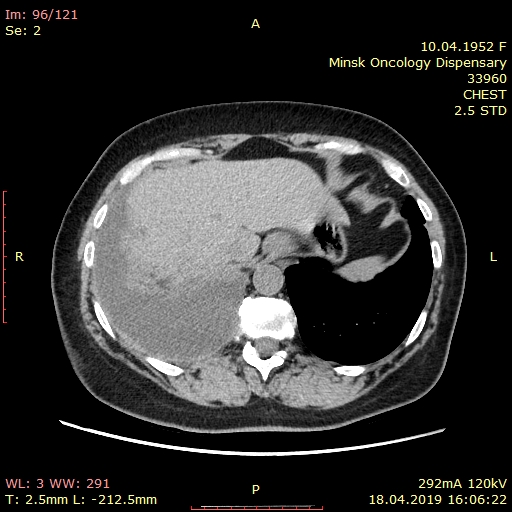 Im: 96/121
Se: 2
A
10.04.1952 F
Minsk Oncology Dispensary
33960
CHEST
2.5 STD
R
L
WL: 3 WW: 291
T: 2.5mm L: -212.5mm
P
292mA 120kV
18.04.2019 16:06:22